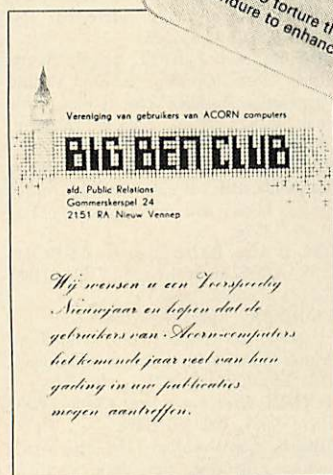 torture th
ndure to enhanc
Vereniging van gebruikers van ACORN computers
BIG BEN CLUB
afd. Public Relations
Gommerskerspel 24
2151 RA Nieuw Vennep
Wij wensen u een Voorspoedig
Nieuwjaar en hopen dat de
gebruikers van Acorn-computers
het komende jaar veel van hun
gading in uw publicaties
mogen aantreffen.